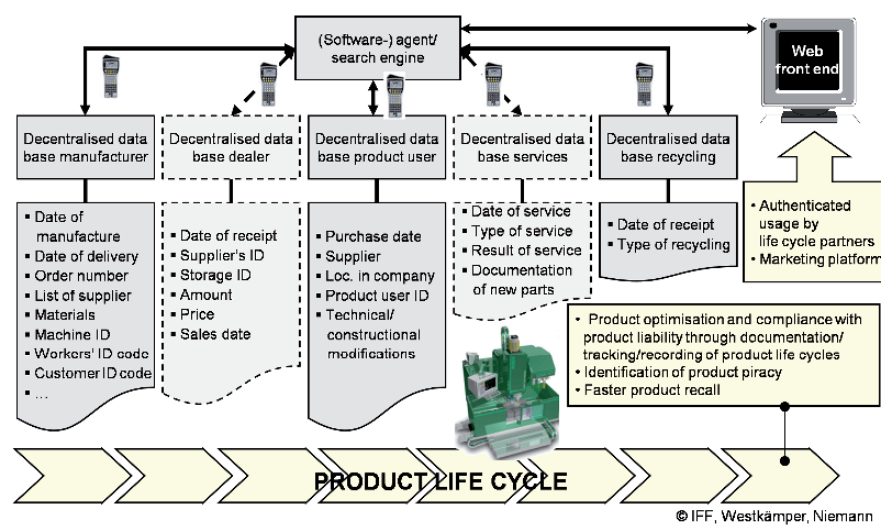 (Software-) agent/
search engine
Web
front end
Decentralised data
base manufacturer
Decentralised data
base dealer
Decentralised data
base product user
Decentralised data
base services
Decentralised data
base recycling
▪ Date of
manufacture
▪ Date of delivery
▪ Order number
▪ List of supplier
▪ Materials
▪ Machine ID
▪ Workers' ID code
▪ Customer ID code
▪ ...
▪ Date of receipt
▪ Supplier's ID
▪ Storage ID
▪ Amount
▪ Price
▪ Sales date
▪ Purchase date
▪ Supplier
▪ Loc. in company
▪ Product user ID
▪ Technical/
constructional
modifications
▪ Date of service
▪ Type of service
▪ Result of service
▪ Documentation
of new parts
▪ Date of receipt
▪ Type of recycling
• Authenticated
usage by
life cycle partners
• Marketing platform
• Product optimisation and compliance with
product liability through documentation/
tracking/recording of product life cycles
• Identification of product piracy
• Faster product recall
PRODUCT LIFE CYCLE
© IFF, Westkämper, Niemann